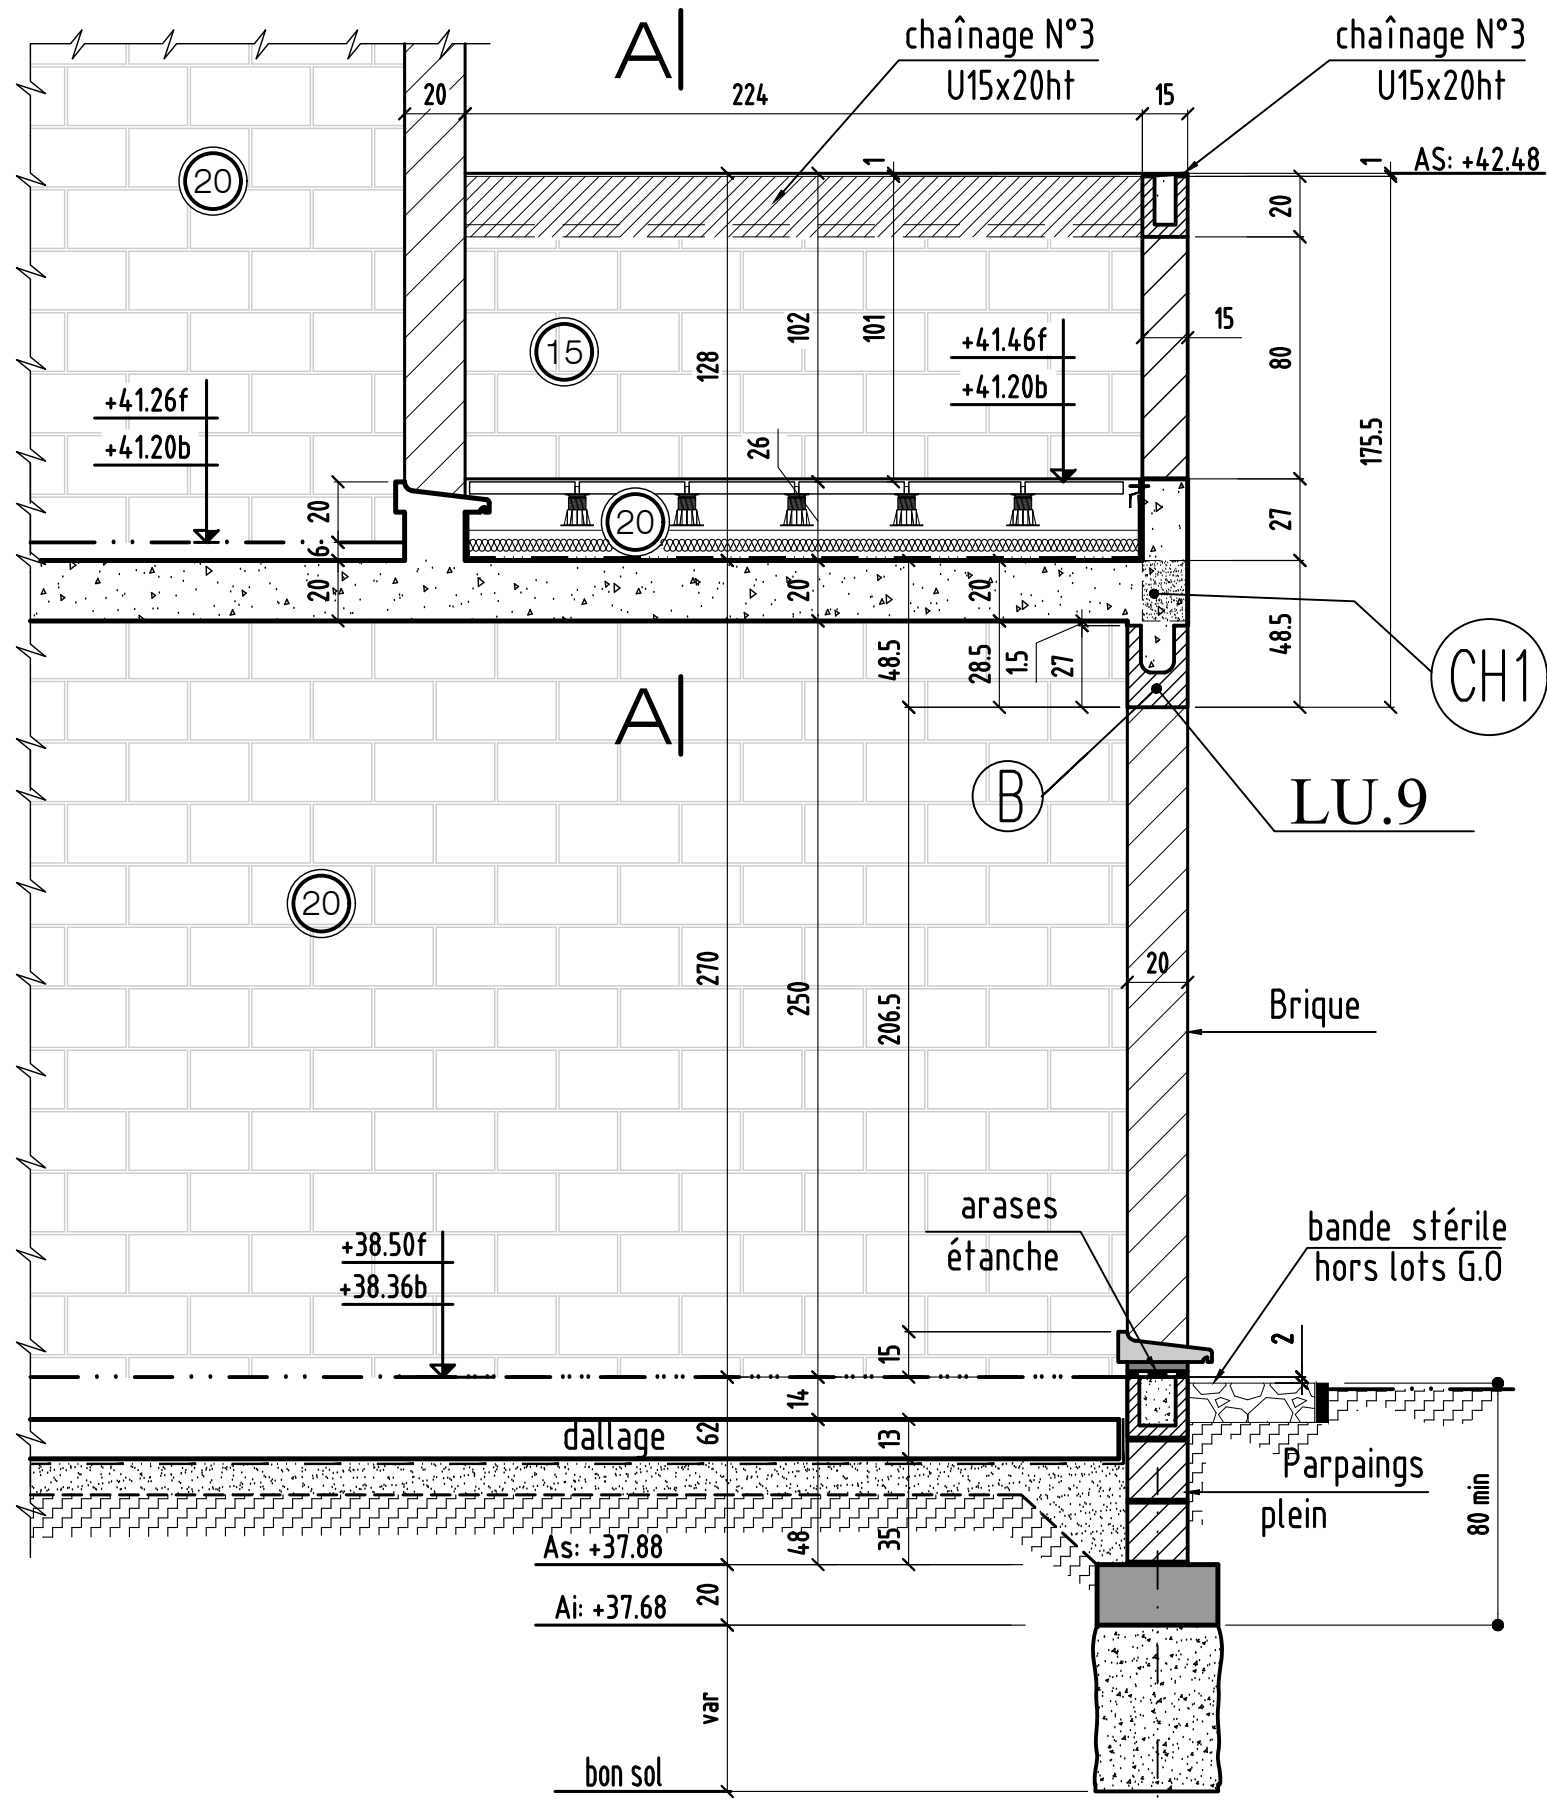 A
chaînage N°3
U15x20ht
chaînage N°3
U15x20ht
20
224
15
1
1
AS: +42.48
20
20
15
128
102
101
15
80
+41.46f
+41.20b
+41.26f
+41.20b
175.5
26
20
6
20
20
27
20
20
48.5
28.5
1.5
27
48.5
CH1
A
B
LU.9
20
270
250
206.5
20
Brique
arases
étanche
bande stérile
hors lots G.O
+38.50f
+38.36b
2
15
14
dallage
62
13
Parpaings
plein
80 min
As: +37.88
48
35
20
Ai: +37.68
var
bon sol